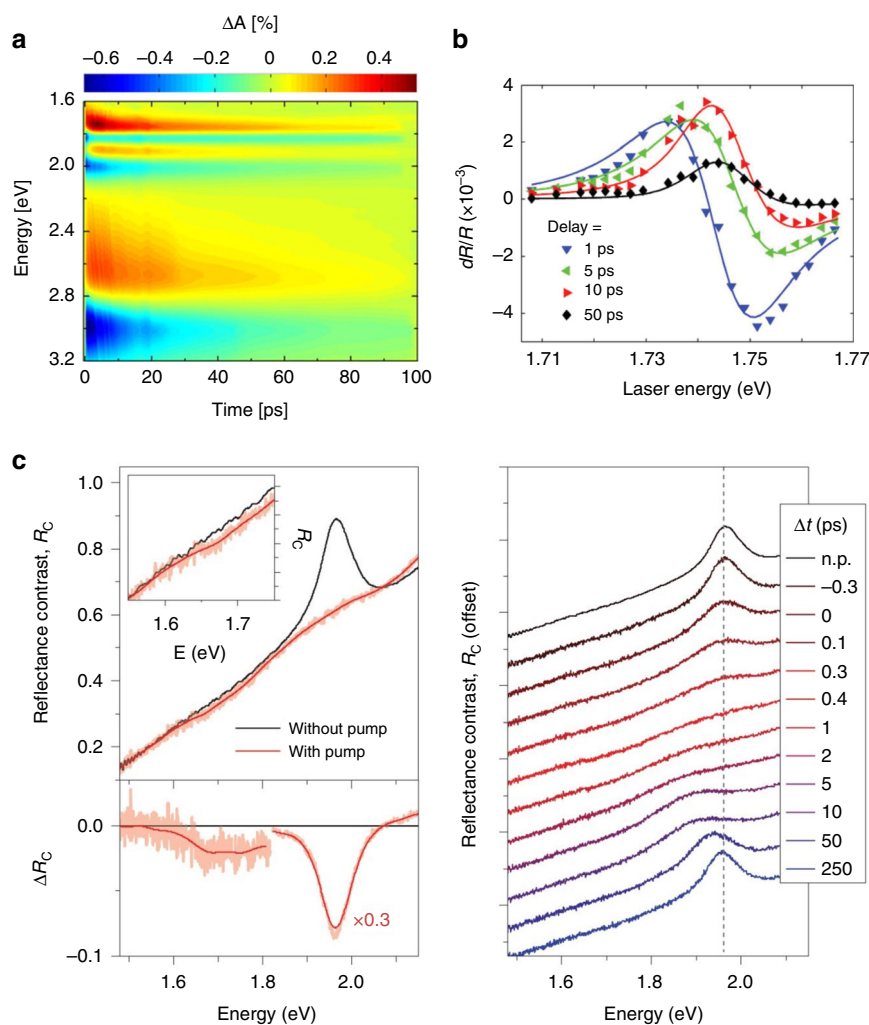 a
ΔA [%]
–0.6 –0.4 –0.2 0 0.2 0.4
1.6
2.0
2.4
2.8
3.2
Energy [eV]
0 20 40 60 80 100
Time [ps]
b
4
2
0
–2
–4
dR/R (×10–3)
Delay =
1 ps
5 ps
10 ps
50 ps
1.71 1.73 1.75 1.77
Laser energy (eV)
c
1.0
0.8
0.6
0.4
0.2
Reflectance contrast, RC
RC
1.6 1.7
E (eV)
Without pump
With pump
0.0
–0.1
ΔRC
×0.3
1.6 1.8 2.0
Energy (eV)
Reflectance contrast, RC (offset)
Δt (ps)
n.p.
–0.3
0
0.1
0.3
0.4
1
2
5
10
50
250
1.6 1.8 2.0
Energy (eV)